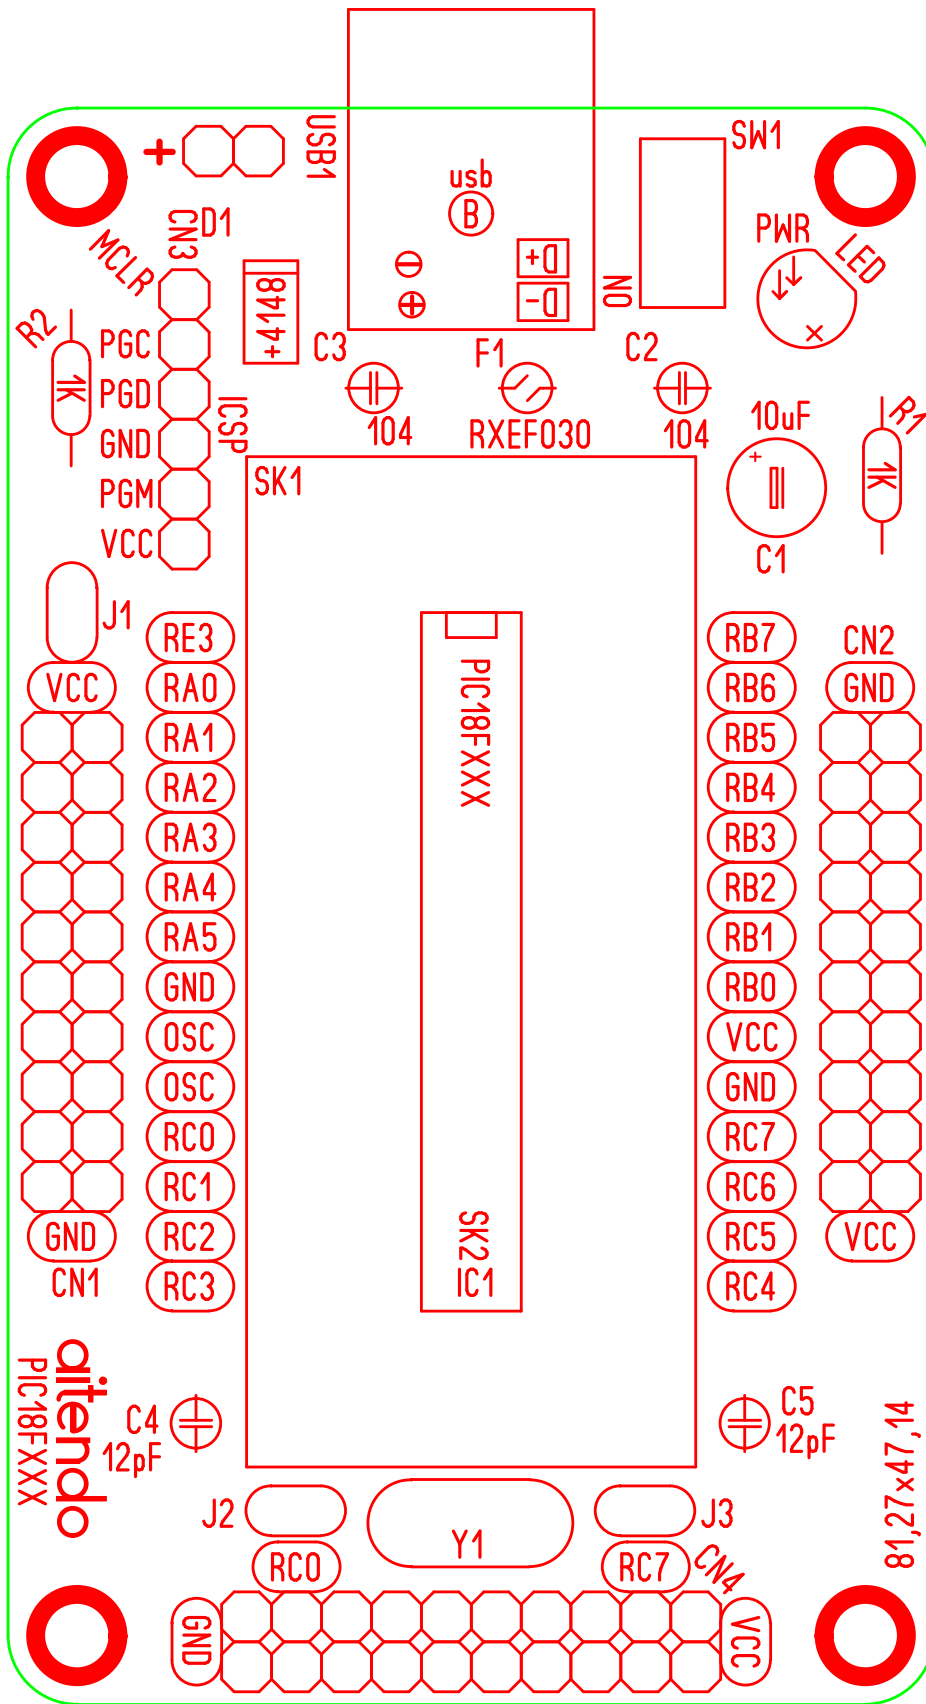 +
USB1
usb
B
SW1
NO
PWR
LED
D1
CN3
MCLR
+4148
D+
D-
R2
1K
PGC
PGD
GND
PGM
VCC
ICSP
C3
104
F1
RXEF030
C2
104
10uF
+
C1
R1
1K
SK1
J1
VCC
RE3
RA0
RA1
RA2
RA3
RA4
RA5
GND
OSC
OSC
RC0
RC1
RC2
RC3
GND
CN1
PIC18FXXX
SK2
IC1
RB7
RB6
RB5
RB4
RB3
RB2
RB1
RB0
VCC
GND
RC7
RC6
RC5
RC4
CN2
GND
VCC
aitendo
PIC18FXXX
C4
12pF
C5
12pF
81,27x47,14
J2
Y1
J3
RC0
RC7
CN4
GND
VCC